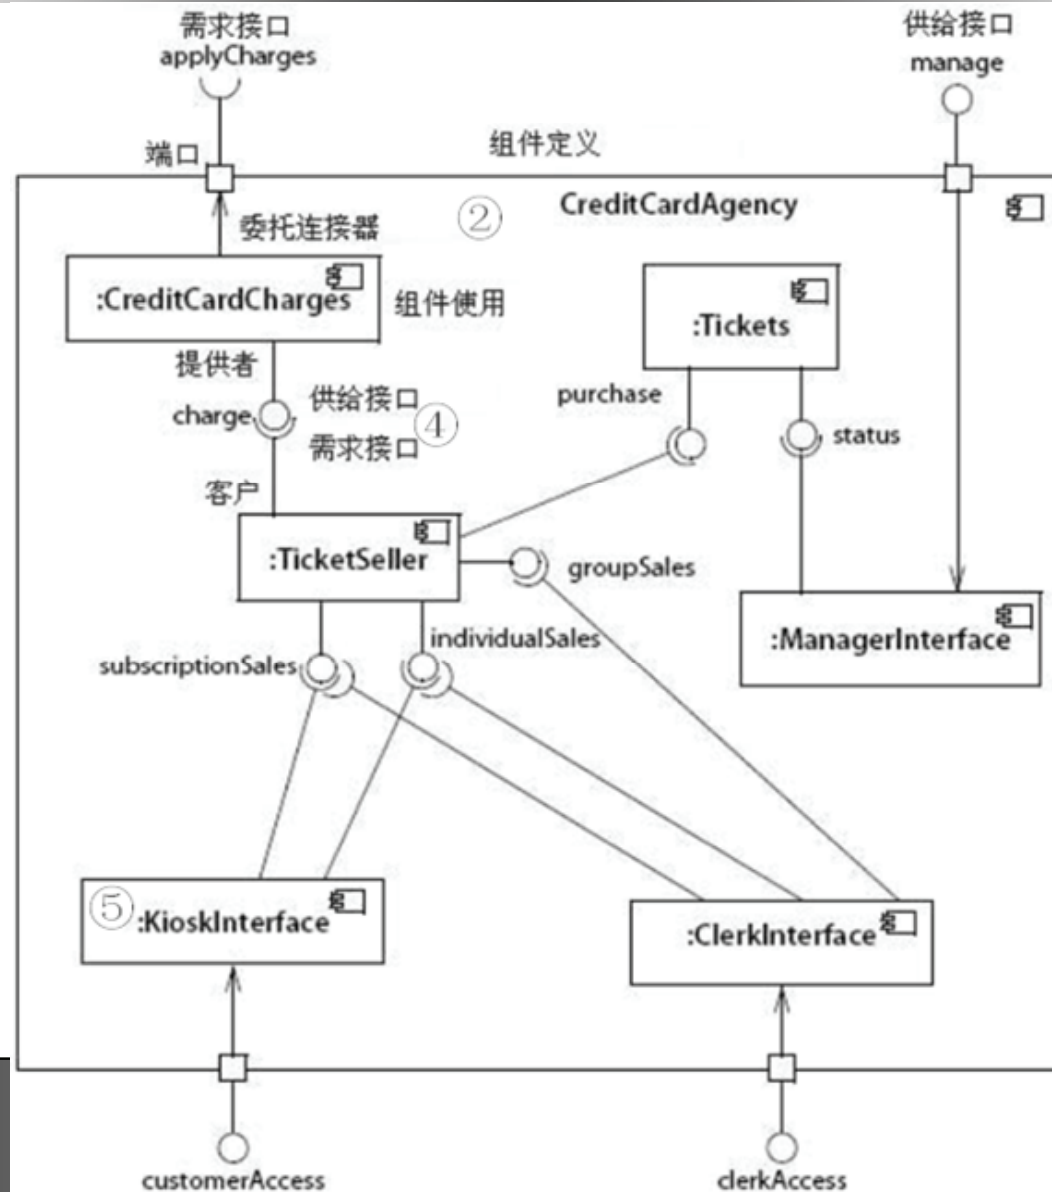 需求接口
applyCharges
供给接口
manage
端口
组件定义
CreditCardAgency
委托连接器
②
:CreditCardCharges
组件使用
:Tickets
提供者
charge
供给接口
④
需求接口
purchase
status
客户
:TicketSeller
groupSales
individualSales
subscriptionSales
:ManagerInterface
⑤
:KioskInterface
:ClerkInterface
customerAccess
clerkAccess